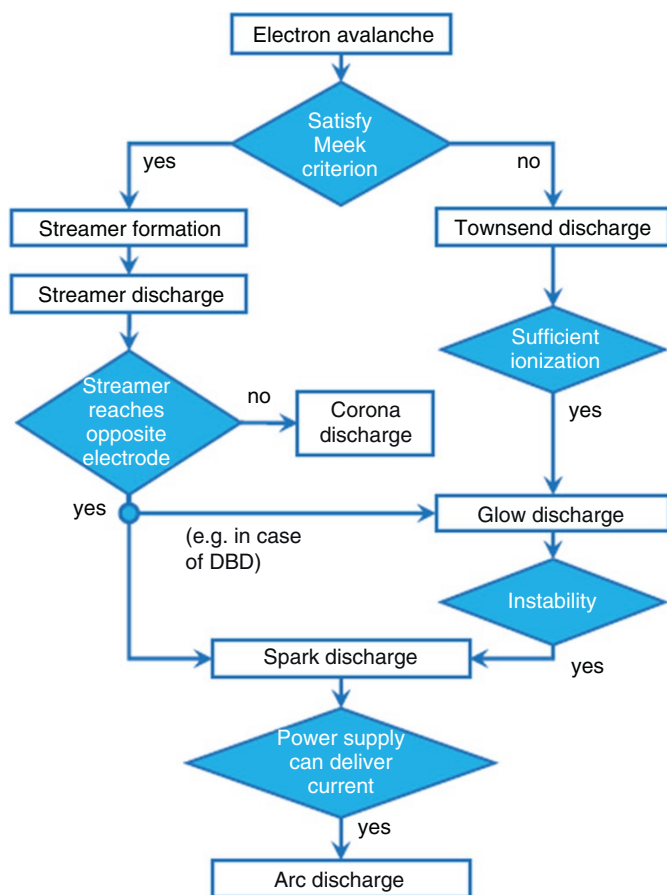 Electron avalanche
Satisfy
Meek
criterion
yes
no
Streamer formation
Townsend discharge
Streamer discharge
Sufficient
ionization
Streamer
reaches
opposite
electrode
no
Corona
discharge
yes
yes
(e.g. in case
of DBD)
Glow discharge
Instability
Spark discharge
yes
Power supply
can deliver
current
yes
Arc discharge